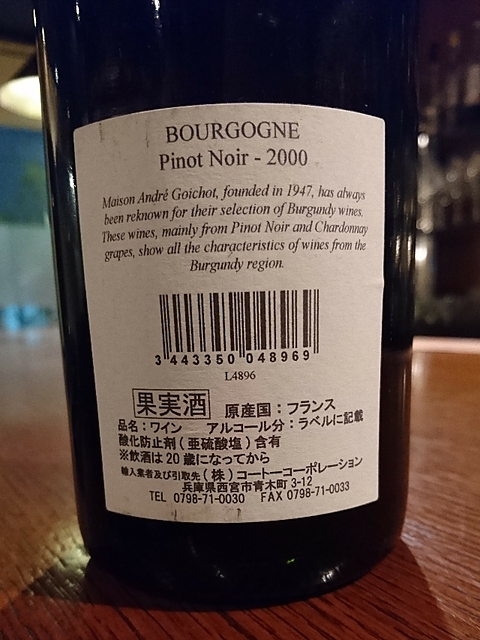 BOURGOGNE
Pinot Noir - 2000
Maison André Goichot, founded in 1947, has always
been reknown for their selection of Burgundy wines.
These wines, mainly from Pinot Noir and Chardonnay
grapes, show all the characteristics of wines from the
Burgundy region.
3 443350 048969
L4896
果実酒 原産国：フランス
品名：ワイン アルコール分：ラベルに記載
酸化防止剤（亜硫酸塩）含有
※飲酒は20歳になってから
輸入業者及び引取先（株）コートーコーポレーション
兵庫県西宮市青木町3-12
TEL 0798-71-0030 FAX 0798-71-0033